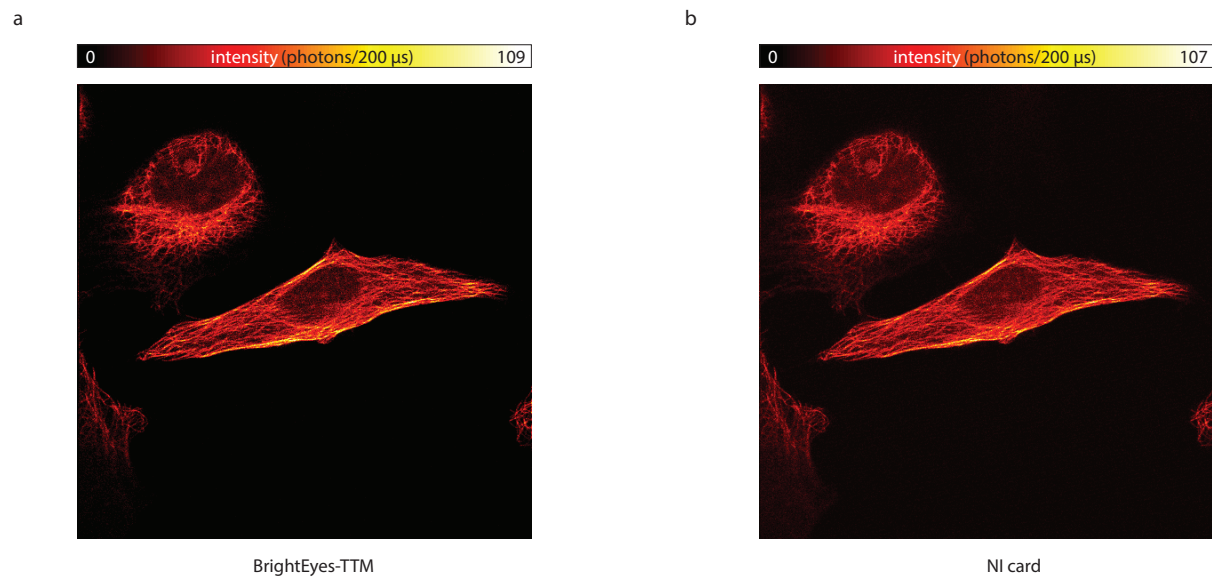 a
b
0 intensity (photons/200 μs) 109
0 intensity (photons/200 μs) 107
BrightEyes-TTM
NI card